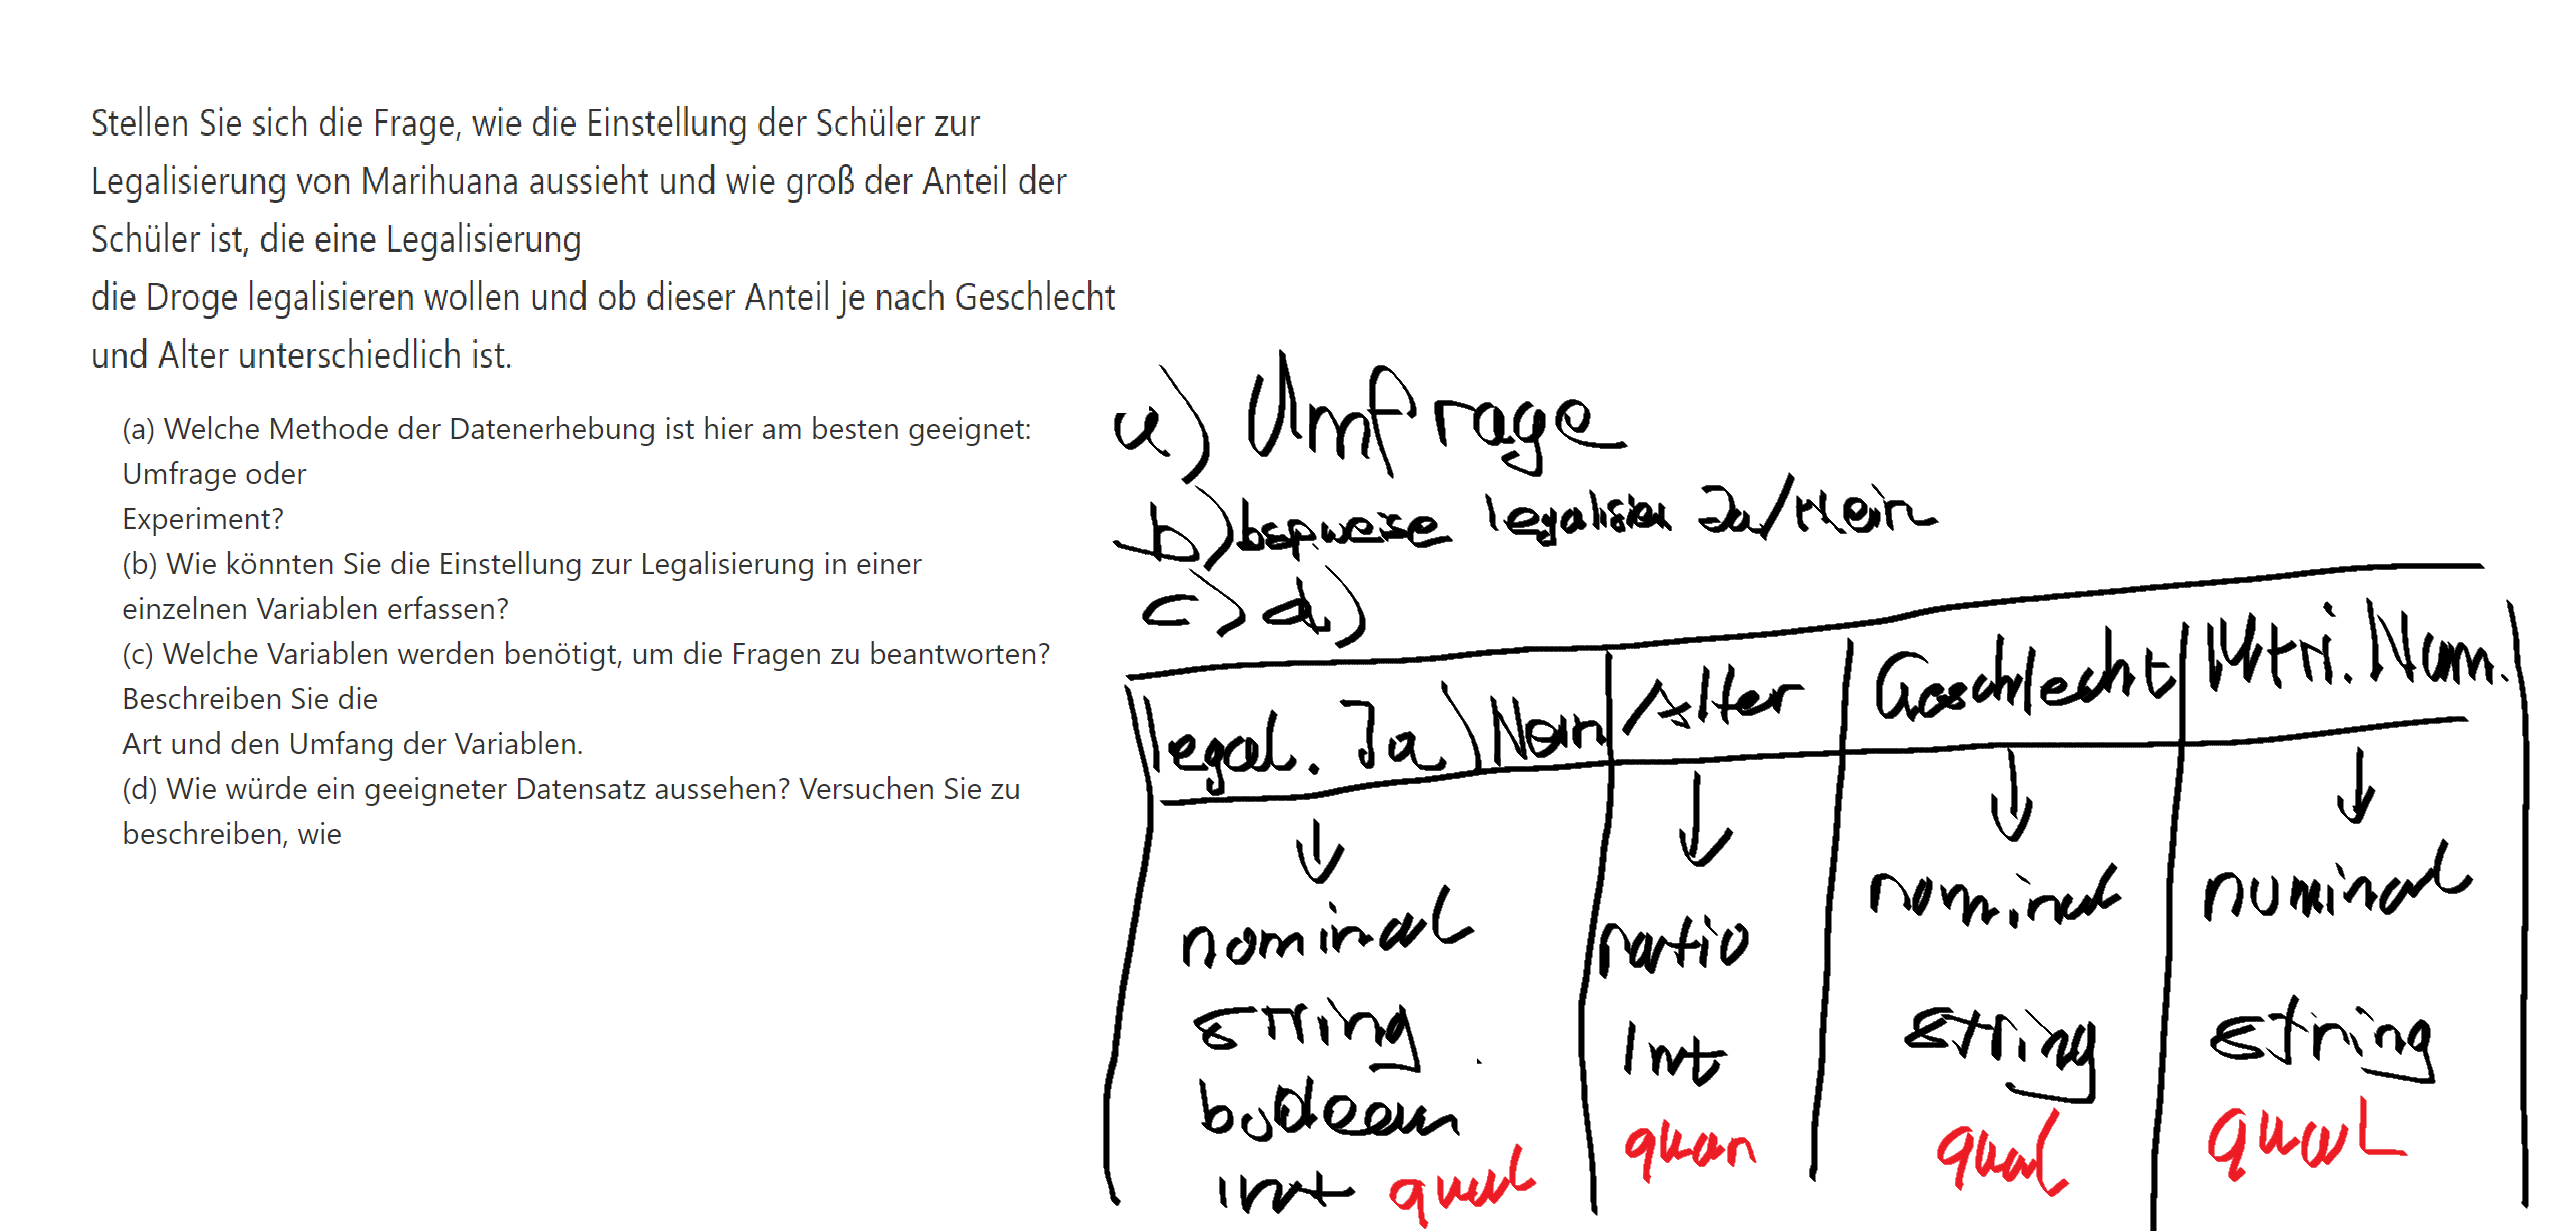 Stellen Sie sich die Frage, wie die Einstellung der Schüler zur
Legalisierung von Marihuana aussieht und wie groß der Anteil der
Schüler ist, die eine Legalisierung
die Droge legalisieren wollen und ob dieser Anteil je nach Geschlecht
und Alter unterschiedlich ist.
(a) Welche Methode der Datenerhebung ist hier am besten geeignet:
Umfrage oder
Experiment?
(b) Wie könnten Sie die Einstellung zur Legalisierung in einer
einzelnen Variablen erfassen?
(c) Welche Variablen werden benötigt, um die Fragen zu beantworten?
Beschreiben Sie die
Art und den Umfang der Variablen.
(d) Wie würde ein geeigneter Datensatz aussehen? Versuchen Sie zu
beschreiben, wie
a) Umfrage
b) bspweise legalisien Ja/Nein
c) d)
legal. Ja/Nein Alter Geschlecht Mtri. Num.
nominal ratio nominal nominal
string Int string string
boolean quan qual qual
int qual